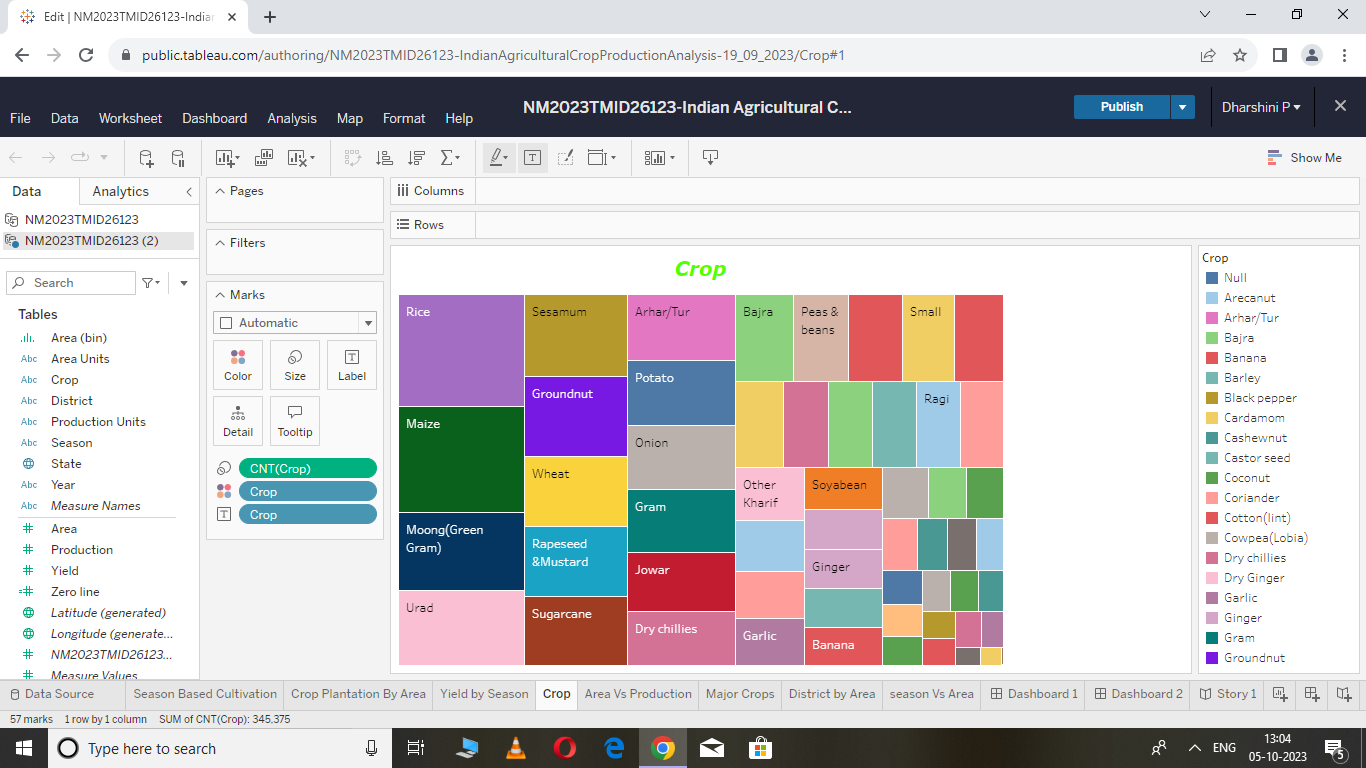 Edit | NM2023TMID26123-India
public.tableau.com/authoring/NM2023TMID26123-IndianAgriculturalCropProductionAnalysis-19_09_2023/Crop#1
NM2023TMID26123-Indian Agricultural C...
Publish
Dharshini P
File Data Worksheet Dashboard Analysis Map Format Help
Show Me
Data Analytics
NM2023TMID26123
NM2023TMID26123 (2)
Search
Tables
Area (bin)
Abc Area Units
Abc Crop
Abc District
Abc Production Units
Abc Season
State
Abc Year
Abc Measure Names
Area
Production
Yield
Zero line
Latitude (generated)
Longitude (generate...
NM2023TMID26123...
Measure Values
Pages
Filters
Marks
Automatic
Color Size Label
Detail Tooltip
CNT(Crop)
Crop
Crop
Columns
Rows
Crop
Rice
Maize
Moong(Green
Gram)
Urad
Sesamum
Groundnut
Wheat
Rapeseed
&Mustard
Sugarcane
Arhar/Tur
Potato
Onion
Gram
Jowar
Dry chillies
Bajra
Peas &
beans
Small
Ragi
Other
Kharif
Soyabean
Ginger
Garlic
Banana
Crop
Null
Arecanut
Arhar/Tur
Bajra
Banana
Barley
Black pepper
Cardamom
Cashewnut
Castor seed
Coconut
Coriander
Cotton(lint)
Cowpea(Lobia)
Dry chillies
Dry Ginger
Garlic
Ginger
Gram
Groundnut
Data Source Season Based Cultivation Crop Plantation By Area Yield by Season Crop Area Vs Production Major Crops District by Area season Vs Area Dashboard 1 Dashboard 2 Story 1
57 marks 1 row by 1 column SUM of CNT(Crop): 345,375
Type here to search
ENG
13:04
05-10-2023
5